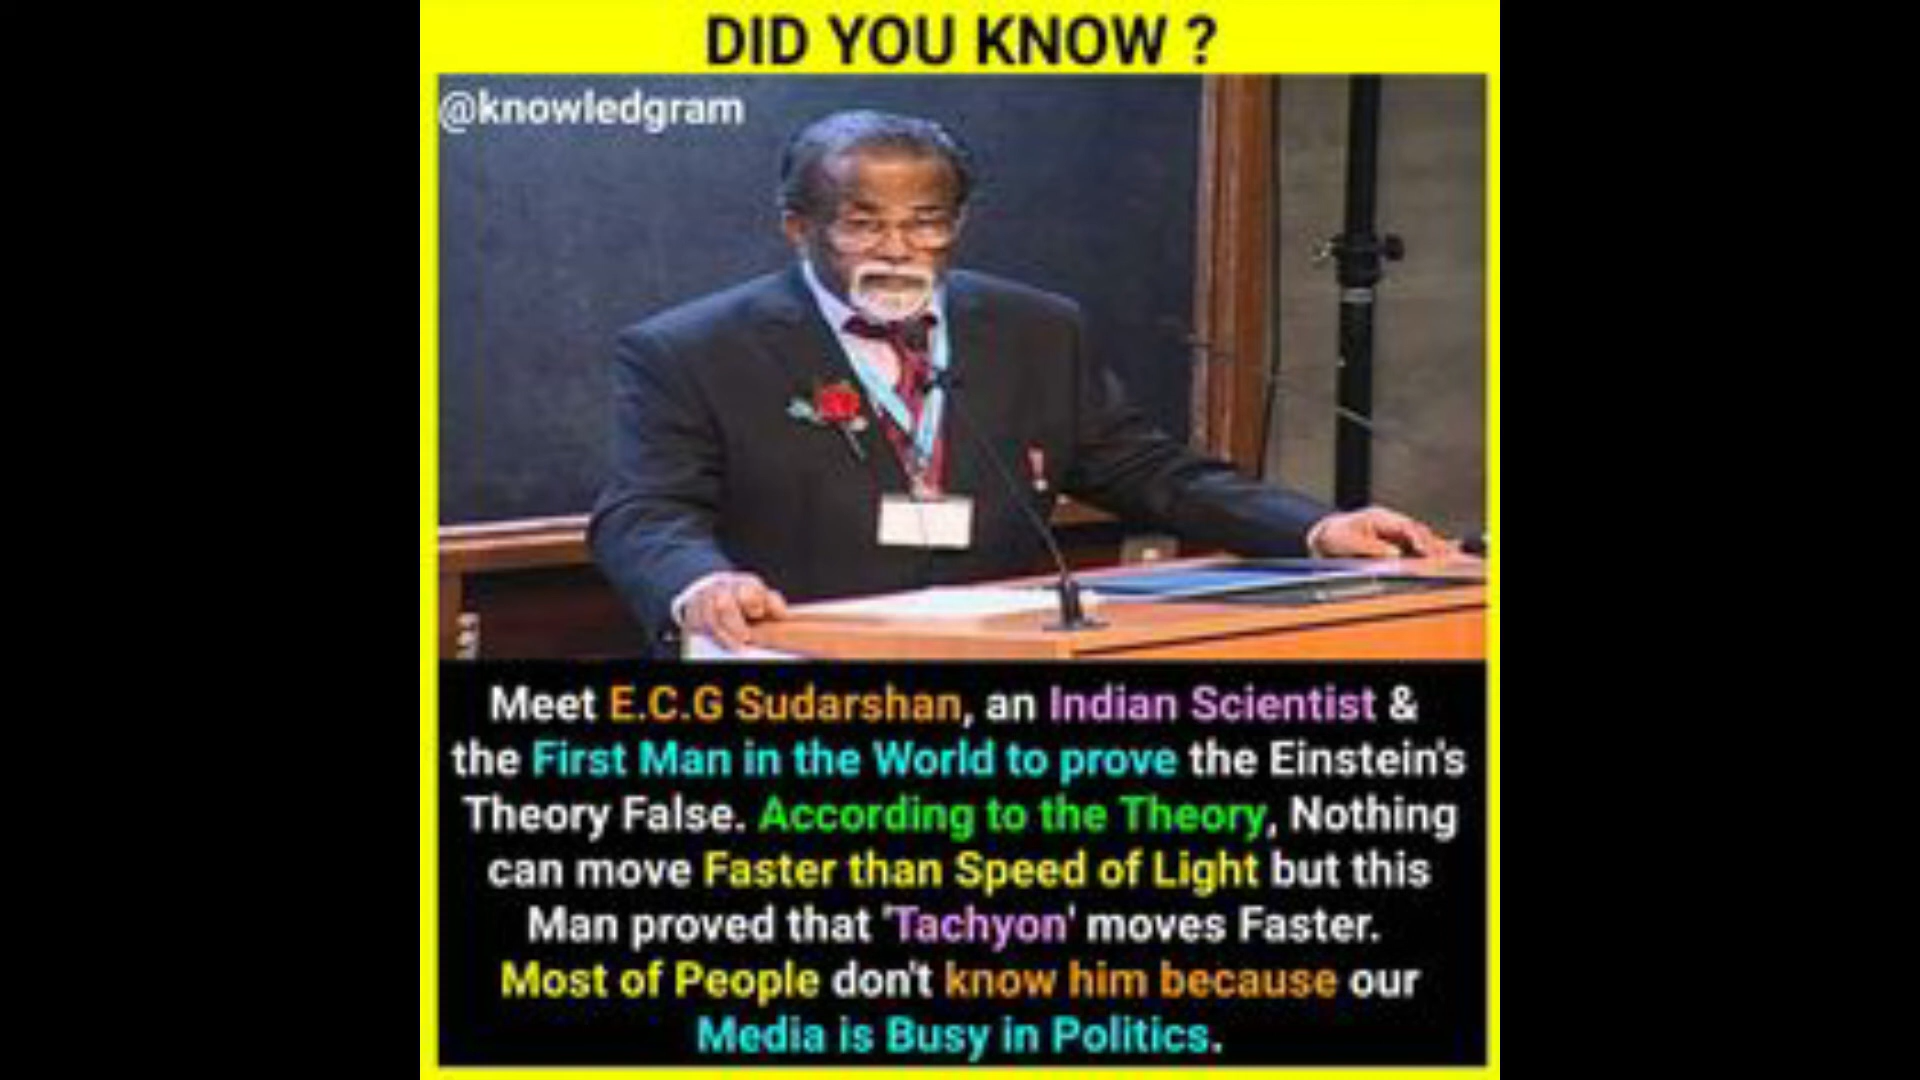 DID YOU KNOW ?
@knowledgram
Meet E.C.G Sudarshan, an Indian Scientist &
the First Man in the World to prove the Einstein's
Theory False. According to the Theory, Nothing
can move Faster than Speed of Light but this
Man proved that 'Tachyon' moves Faster.
Most of People don't know him because our
Media is Busy in Politics.